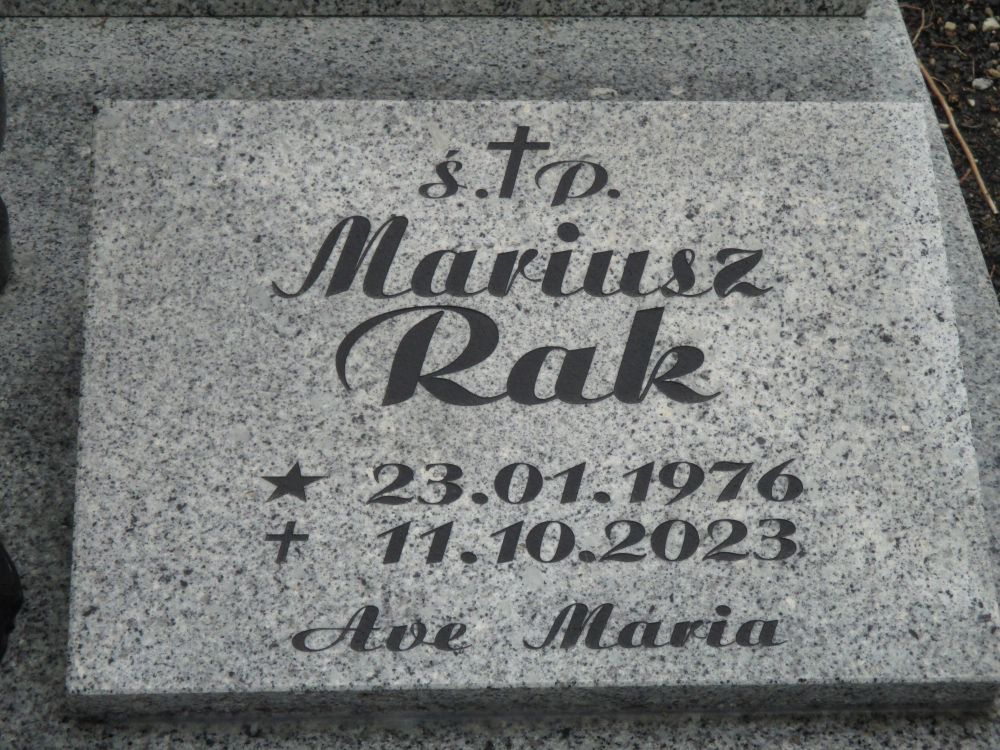 ś. † p.
Mariusz
Rak
★ 23.01.1976
† 11.10.2023
Ave Maria